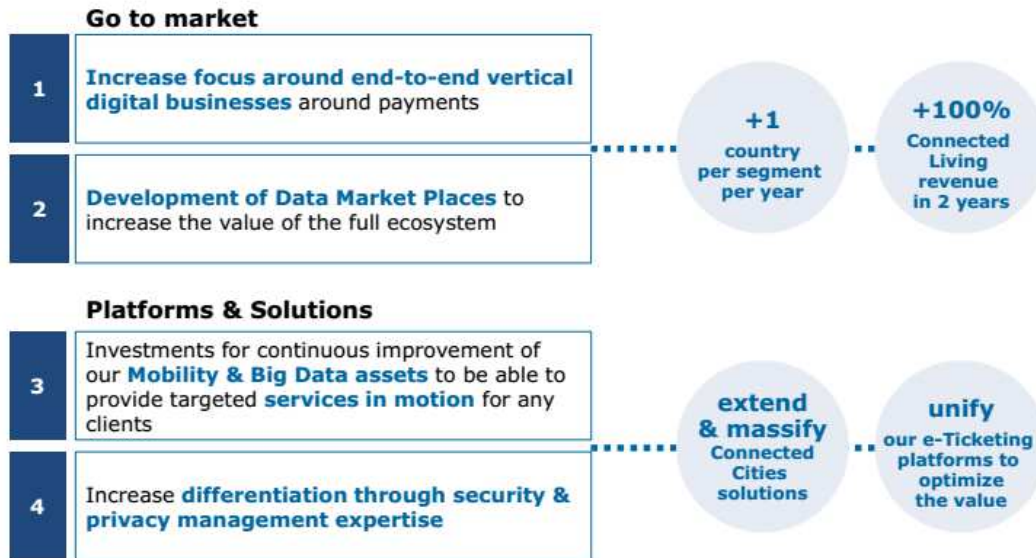 Go to market
1
Increase focus around end-to-end vertical
digital businesses around payments
2
Development of Data Market Places to
increase the value of the full ecosystem
+1
country
per segment
per year
+100%
Connected
Living
revenue
in 2 years
Platforms & Solutions
3
Investments for continuous improvement of
our Mobility & Big Data assets to be able to
provide targeted services in motion for any
clients
4
Increase differentiation through security &
privacy management expertise
extend
& massify
Connected
Cities
solutions
unify
our e-Ticketing
platforms to
optimize
the value